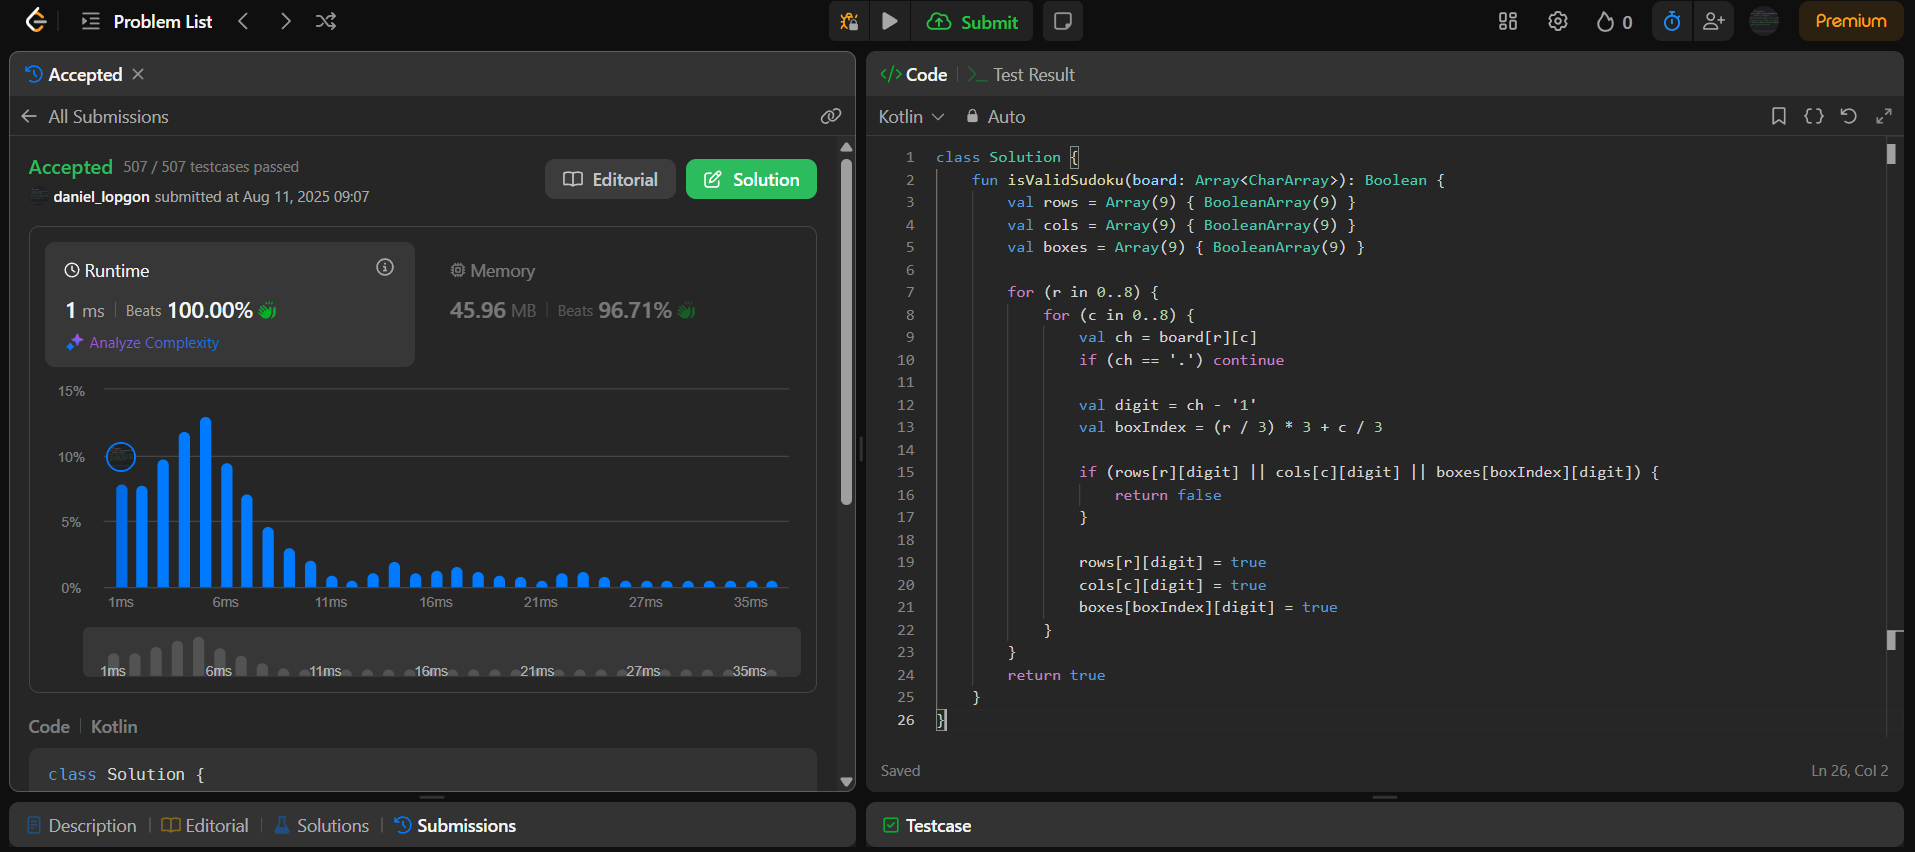 Problem List
Submit
0
Premium
Accepted
All Submissions
Accepted 507 / 507 testcases passed
daniel_lopgon submitted at Aug 11, 2025 09:07
Editorial
Solution
Runtime
1 ms | Beats 100.00%
Analyze Complexity
Memory
45.96 MB | Beats 96.71%
15%
10%
5%
0%
1ms 6ms 11ms 16ms 21ms 27ms 35ms
1ms 6ms 11ms 16ms 21ms 27ms 35ms
Code | Kotlin
class Solution {
Description | Editorial | Solutions | Submissions
</> Code | >_ Test Result
Kotlin Auto
1 class Solution {
2     fun isValidSudoku(board: Array<CharArray>): Boolean {
3         val rows = Array(9) { BooleanArray(9) }
4         val cols = Array(9) { BooleanArray(9) }
5         val boxes = Array(9) { BooleanArray(9) }
6
7         for (r in 0..8) {
8             for (c in 0..8) {
9                 val ch = board[r][c]
10                 if (ch == '.') continue
11
12                 val digit = ch - '1'
13                 val boxIndex = (r / 3) * 3 + c / 3
14
15                 if (rows[r][digit] || cols[c][digit] || boxes[boxIndex][digit]) {
16                     return false
17                 }
18
19                 rows[r][digit] = true
20                 cols[c][digit] = true
21                 boxes[boxIndex][digit] = true
22             }
23         }
24         return true
25     }
26 }
Saved
Ln 26, Col 2
Testcase